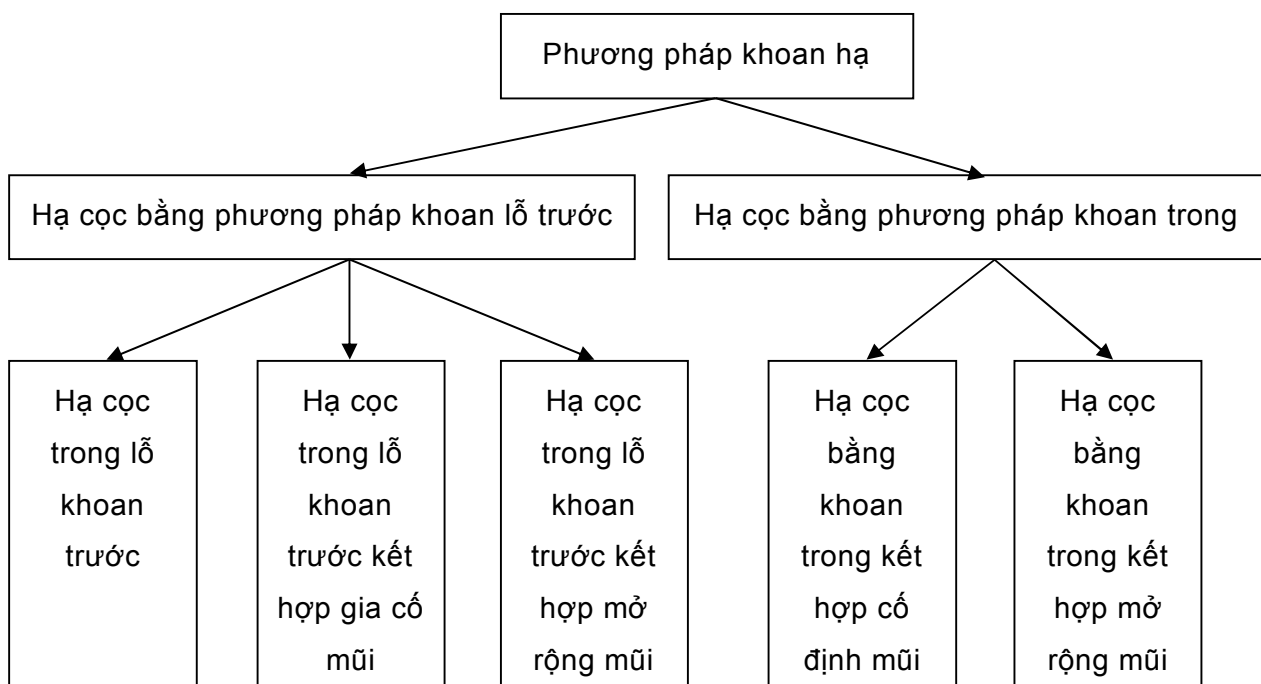 Phương pháp khoan hạ
Hạ cọc bằng phương pháp khoan lỗ trước
Hạ cọc bằng phương pháp khoan trong
Hạ cọc
trong lỗ
khoan
trước
Hạ cọc
trong lỗ
khoan
trước kết
hợp gia cố
mũi
Hạ cọc
trong lỗ
khoan
trước kết
hợp mở
rộng mũi
Hạ cọc
bằng
khoan
trong kết
hợp cố
định mũi
Hạ cọc
bằng
khoan
trong kết
hợp mở
rộng mũi